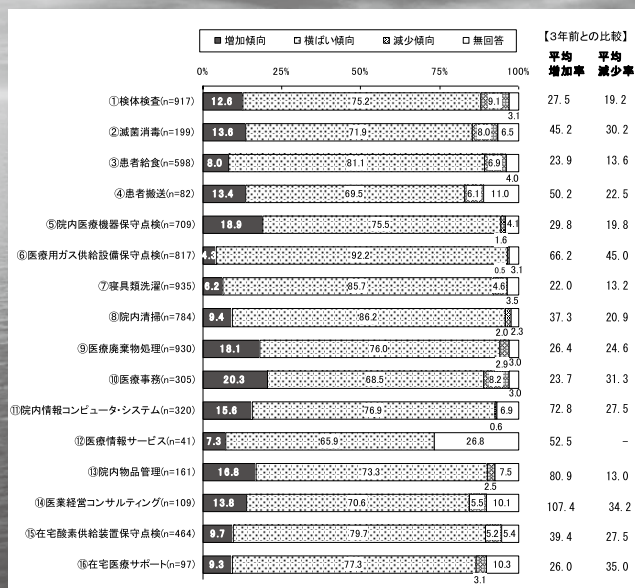 ■増加傾向 横ばい傾向 減少傾向 □無回答
【3年前との比較】
平均増加率 平均減少率
0% 25% 50% 75% 100%
①検体検査(n=917) 12.6 75.2 9.1 3.1 27.5 19.2
②滅菌消毒(n=199) 13.6 71.9 8.0 6.5 45.2 30.2
③患者給食(n=598) 8.0 81.1 6.9 4.0 23.9 13.6
④患者搬送(n=82) 13.4 69.5 6.1 11.0 50.2 22.5
⑤院内医療機器保守点検(n=709) 18.9 75.5 1.6 4.1 29.8 19.8
⑥医療用ガス供給設備保守点検(n=817) 4.3 92.2 0.5 3.1 66.2 45.0
⑦寝具類洗濯(n=935) 6.2 85.7 4.6 3.5 22.0 13.2
⑧院内清掃(n=784) 9.4 86.2 2.0 2.3 37.3 20.9
⑨医療廃棄物処理(n=930) 18.1 76.0 2.9 3.0 26.4 24.6
⑩医療事務(n=305) 20.3 68.5 8.2 3.0 23.7 31.3
⑪院内情報コンピュータ・システム(n=320) 15.6 76.9 0.6 6.9 72.8 27.5
⑫医療情報サービス(n=41) 7.3 65.9 26.8 52.5 –
⑬院内物品管理(n=161) 16.8 73.3 2.5 7.5 80.9 13.0
⑭医業経営コンサルティング(n=109) 13.8 70.6 5.5 10.1 107.4 34.2
⑮在宅酸素供給装置保守点検(n=464) 9.7 79.7 5.2 5.4 39.4 27.5
⑯在宅医療サポート(n=97) 9.3 77.3 3.1 10.3 26.0 35.0